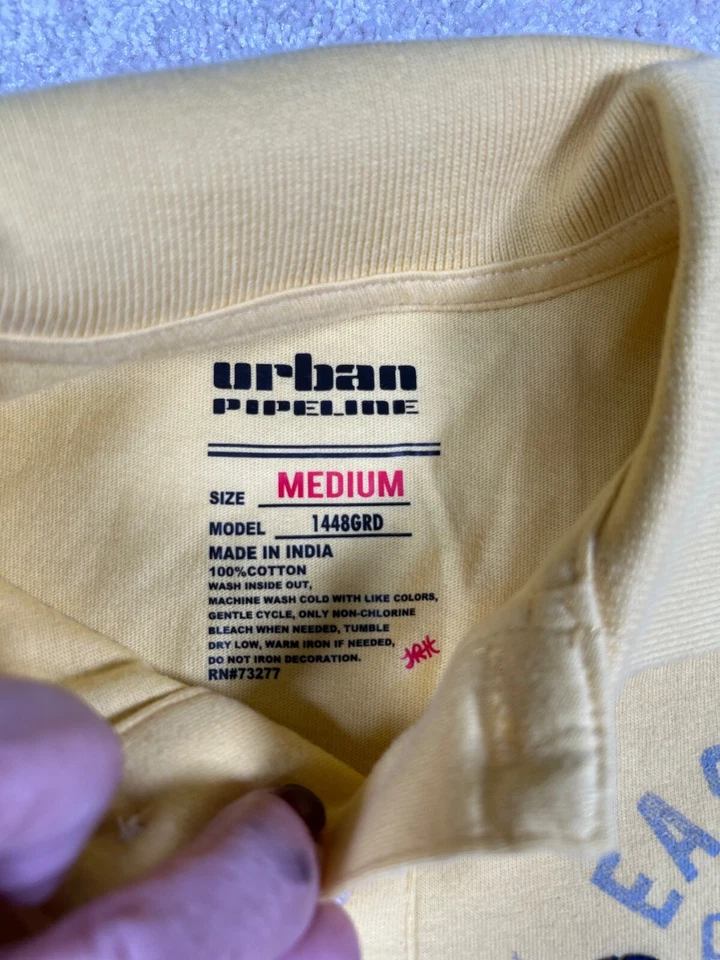 urban
PIPELINE
SIZE MEDIUM
MODEL 1448GRD
MADE IN INDIA
100%COTTON
WASH INSIDE OUT,
MACHINE WASH COLD WITH LIKE COLORS,
GENTLE CYCLE, ONLY NON-CHLORINE
BLEACH WHEN NEEDED, TUMBLE
DRY LOW, WARM IRON IF NEEDED,
DO NOT IRON DECORATION.
RN#73277